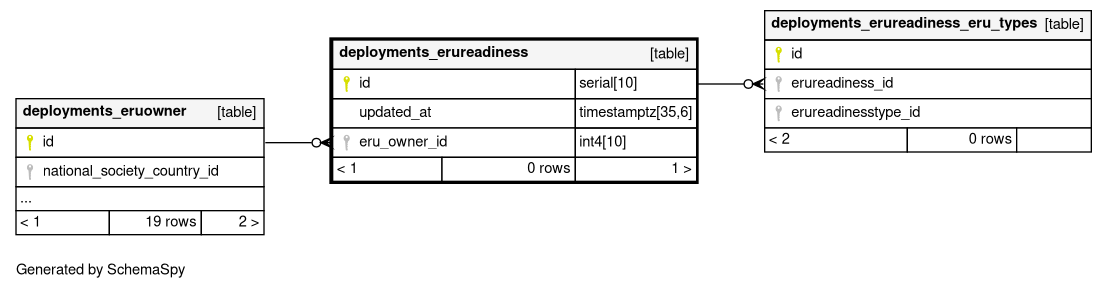 deployments_eruowner [table]
id
national_society_country_id
...
< 1 19 rows 2 >
deployments_erureadiness [table]
id serial[10]
updated_at timestamptz[35,6]
eru_owner_id int4[10]
< 1 0 rows 1 >
deployments_erureadiness_eru_types [table]
id
erureadiness_id
erureadinesstype_id
< 2 0 rows
Generated by SchemaSpy